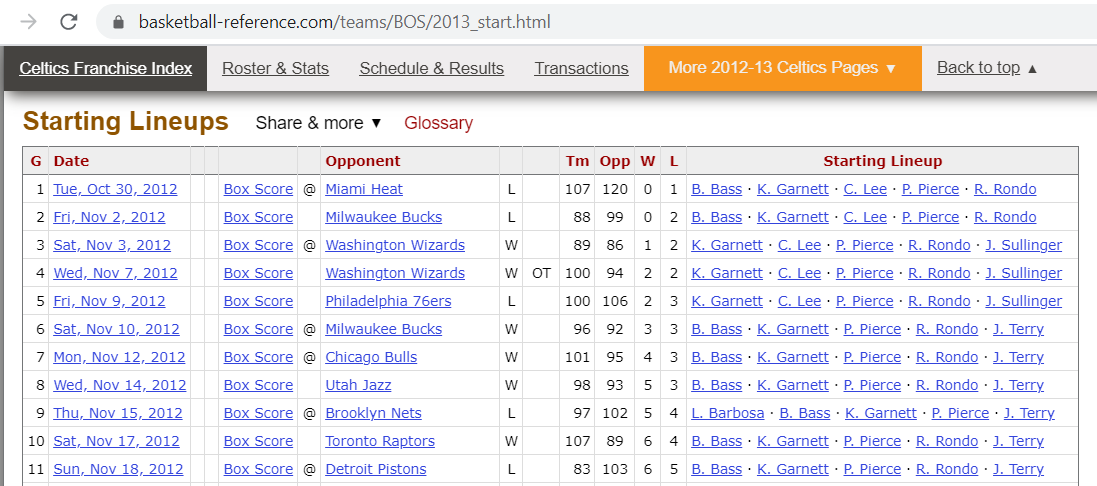 basketball-reference.com/teams/BOS/2013_start.html
Celtics Franchise Index Roster & Stats Schedule & Results Transactions More 2012-13 Celtics Pages ▼ Back to top ▲
Starting Lineups Share & more ▼ Glossary
G Date Opponent Tm Opp W L Starting Lineup
1 Tue, Oct 30, 2012 Box Score @ Miami Heat L 107 120 0 1 B. Bass · K. Garnett · C. Lee · P. Pierce · R. Rondo
2 Fri, Nov 2, 2012 Box Score Milwaukee Bucks L 88 99 0 2 B. Bass · K. Garnett · C. Lee · P. Pierce · R. Rondo
3 Sat, Nov 3, 2012 Box Score @ Washington Wizards W 89 86 1 2 K. Garnett · C. Lee · P. Pierce · R. Rondo · J. Sullinger
4 Wed, Nov 7, 2012 Box Score Washington Wizards W OT 100 94 2 2 K. Garnett · C. Lee · P. Pierce · R. Rondo · J. Sullinger
5 Fri, Nov 9, 2012 Box Score Philadelphia 76ers L 100 106 2 3 K. Garnett · C. Lee · P. Pierce · R. Rondo · J. Sullinger
6 Sat, Nov 10, 2012 Box Score @ Milwaukee Bucks W 96 92 3 3 B. Bass · K. Garnett · P. Pierce · R. Rondo · J. Terry
7 Mon, Nov 12, 2012 Box Score @ Chicago Bulls W 101 95 4 3 B. Bass · K. Garnett · P. Pierce · R. Rondo · J. Terry
8 Wed, Nov 14, 2012 Box Score Utah Jazz W 98 93 5 3 B. Bass · K. Garnett · P. Pierce · R. Rondo · J. Terry
9 Thu, Nov 15, 2012 Box Score @ Brooklyn Nets L 97 102 5 4 L. Barbosa · B. Bass · K. Garnett · P. Pierce · J. Terry
10 Sat, Nov 17, 2012 Box Score Toronto Raptors W 107 89 6 4 B. Bass · K. Garnett · P. Pierce · R. Rondo · J. Terry
11 Sun, Nov 18, 2012 Box Score @ Detroit Pistons L 83 103 6 5 B. Bass · K. Garnett · P. Pierce · R. Rondo · J. Terry